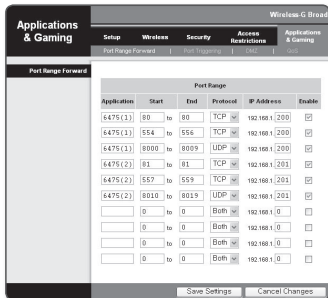 Wireless-G Broad
Applications & Gaming
Setup Wireless Security Access Restrictions Applications & Gaming
Port Range Forward | Port Triggering | DMZ | QoS
Port Range Forward
Port Range
Application Start End Protocol IP Address Enable
6475(1) 80 to 80 TCP 192.168.1. 200
6475(1) 554 to 556 TCP 192.168.1. 200
6475(1) 8000 to 8009 UDP 192.168.1. 200
6475(2) 81 to 81 TCP 192.168.1. 201
6475(2) 557 to 559 TCP 192.168.1. 201
6475(2) 8010 to 8019 UDP 192.168.1. 201
0 to 0 Both 192.168.1. 0
0 to 0 Both 192.168.1. 0
0 to 0 Both 192.168.1. 0
0 to 0 Both 192.168.1. 0
Save Settings Cancel Changes